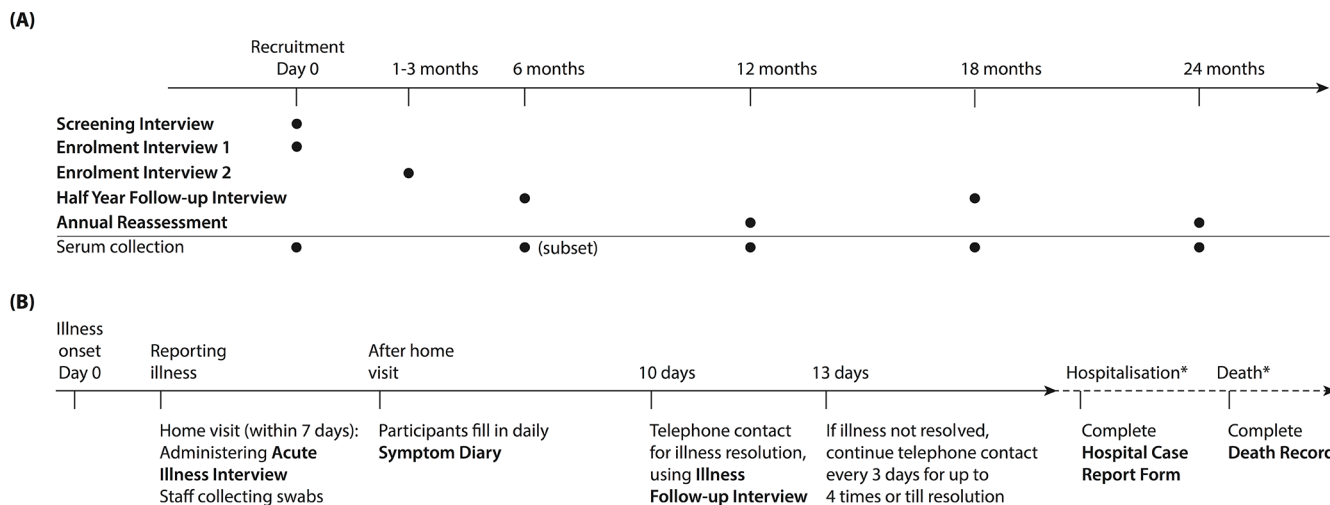 (A)
Recruitment
Day 0
1-3 months
6 months
12 months
18 months
24 months
Screening Interview
Enrolment Interview 1
Enrolment Interview 2
Half Year Follow-up Interview
Annual Reassessment
Serum collection
(subset)
(B)
Illness
onset
Day 0
Reporting
illness
After home
visit
10 days
13 days
Hospitalisation*
Death*
Home visit (within 7 days):
Administering Acute
Illness Interview
Staff collecting swabs
Participants fill in daily
Symptom Diary
Telephone contact
for illness resolution,
using Illness
Follow-up Interview
If illness not resolved,
continue telephone contact
every 3 days for up to
4 times or till resolution
Complete
Hospital Case
Report Form
Complete
Death Record